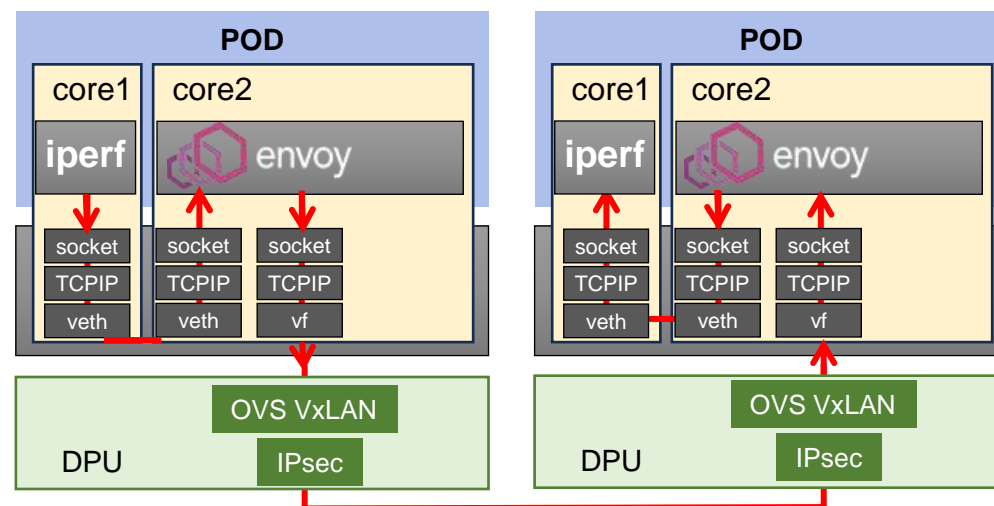 POD
core1
core2
iperf
envoy
socket
socket
socket
TCPIP
TCPIP
TCPIP
veth
veth
vf
OVS VxLAN
DPU
IPsec
POD
core1
core2
iperf
envoy
socket
socket
socket
TCPIP
TCPIP
TCPIP
veth
veth
vf
OVS VxLAN
DPU
IPsec